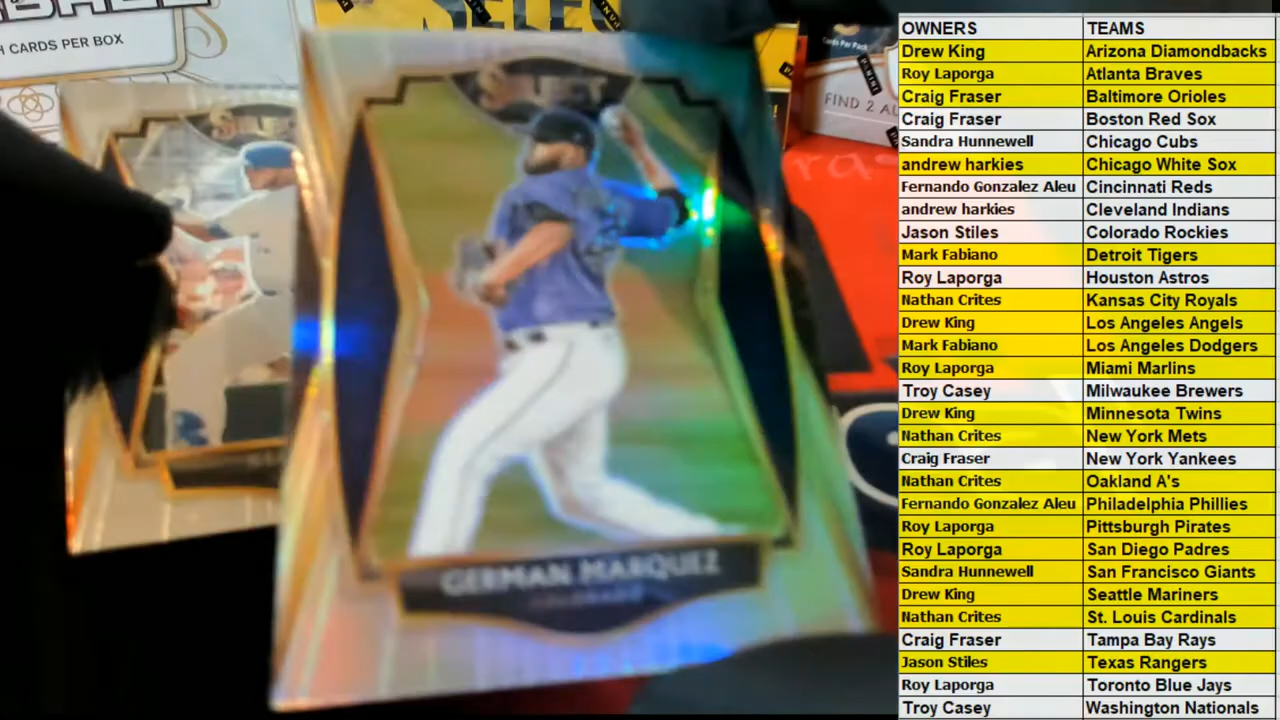 H CARDS PER BOX
SELEC
Cards Per Pack
PANINI
FIND 2 AU
GERMAN MARQUEZ
COLORADO
OWNERS TEAMS
Drew King Arizona Diamondbacks
Roy Laporga Atlanta Braves
Craig Fraser Baltimore Orioles
Craig Fraser Boston Red Sox
Sandra Hunnewell Chicago Cubs
andrew harkies Chicago White Sox
Fernando Gonzalez Aleu Cincinnati Reds
andrew harkies Cleveland Indians
Jason Stiles Colorado Rockies
Mark Fabiano Detroit Tigers
Roy Laporga Houston Astros
Nathan Crites Kansas City Royals
Drew King Los Angeles Angels
Mark Fabiano Los Angeles Dodgers
Roy Laporga Miami Marlins
Troy Casey Milwaukee Brewers
Drew King Minnesota Twins
Nathan Crites New York Mets
Craig Fraser New York Yankees
Nathan Crites Oakland A's
Fernando Gonzalez Aleu Philadelphia Phillies
Roy Laporga Pittsburgh Pirates
Roy Laporga San Diego Padres
Sandra Hunnewell San Francisco Giants
Drew King Seattle Mariners
Nathan Crites St. Louis Cardinals
Craig Fraser Tampa Bay Rays
Jason Stiles Texas Rangers
Roy Laporga Toronto Blue Jays
Troy Casey Washington Nationals